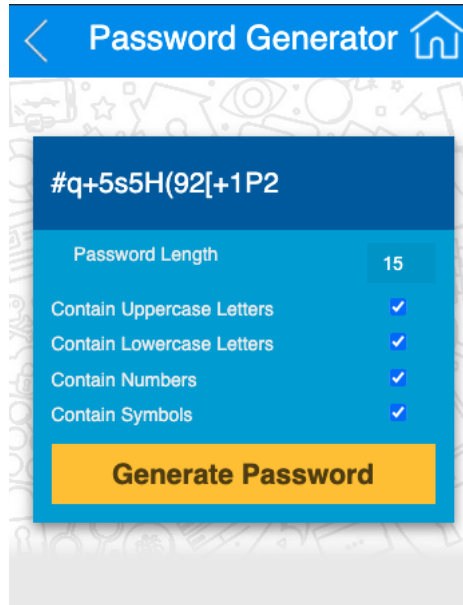 Password Generator
#q+5s5H(92[+1P2
Password Length 15
Contain Uppercase Letters
Contain Lowercase Letters
Contain Numbers
Contain Symbols
Generate Password